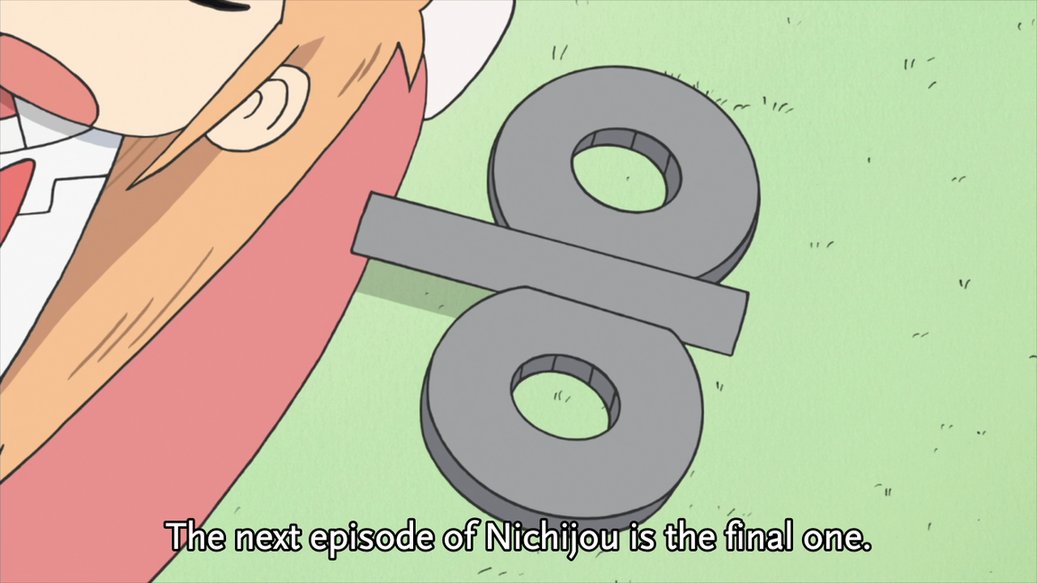 The next episode of Nichijou is the final one.